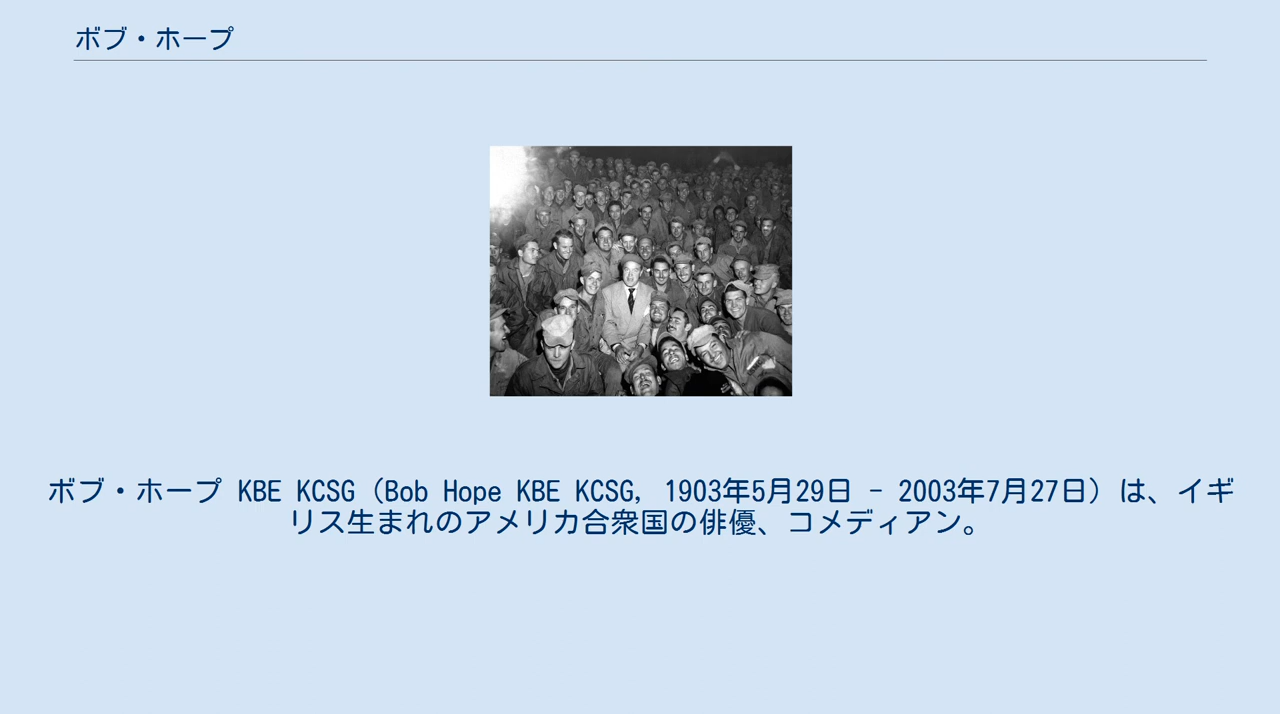 ボブ・ホープ
ボブ・ホープ KBE KCSG（Bob Hope KBE KCSG, 1903年5月29日 - 2003年7月27日）は、イギ
リス生まれのアメリカ合衆国の俳優、コメディアン。